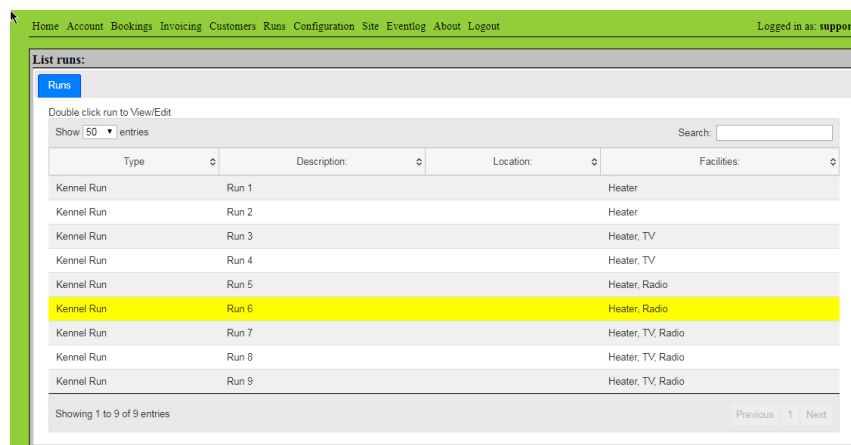 Home Account Bookings Invoicing Customers Runs Configuration Site Eventlog About Logout Logged in as: suppor
List runs:
Runs
Double click run to View/Edit
Show 50 entries Search:
Type Description: Location: Facilities:
Kennel Run Run 1 Heater
Kennel Run Run 2 Heater
Kennel Run Run 3 Heater, TV
Kennel Run Run 4 Heater, TV
Kennel Run Run 5 Heater, Radio
Kennel Run Run 6 Heater, Radio
Kennel Run Run 7 Heater, TV, Radio
Kennel Run Run 8 Heater, TV, Radio
Kennel Run Run 9 Heater, TV, Radio
Showing 1 to 9 of 9 entries Previous 1 Next